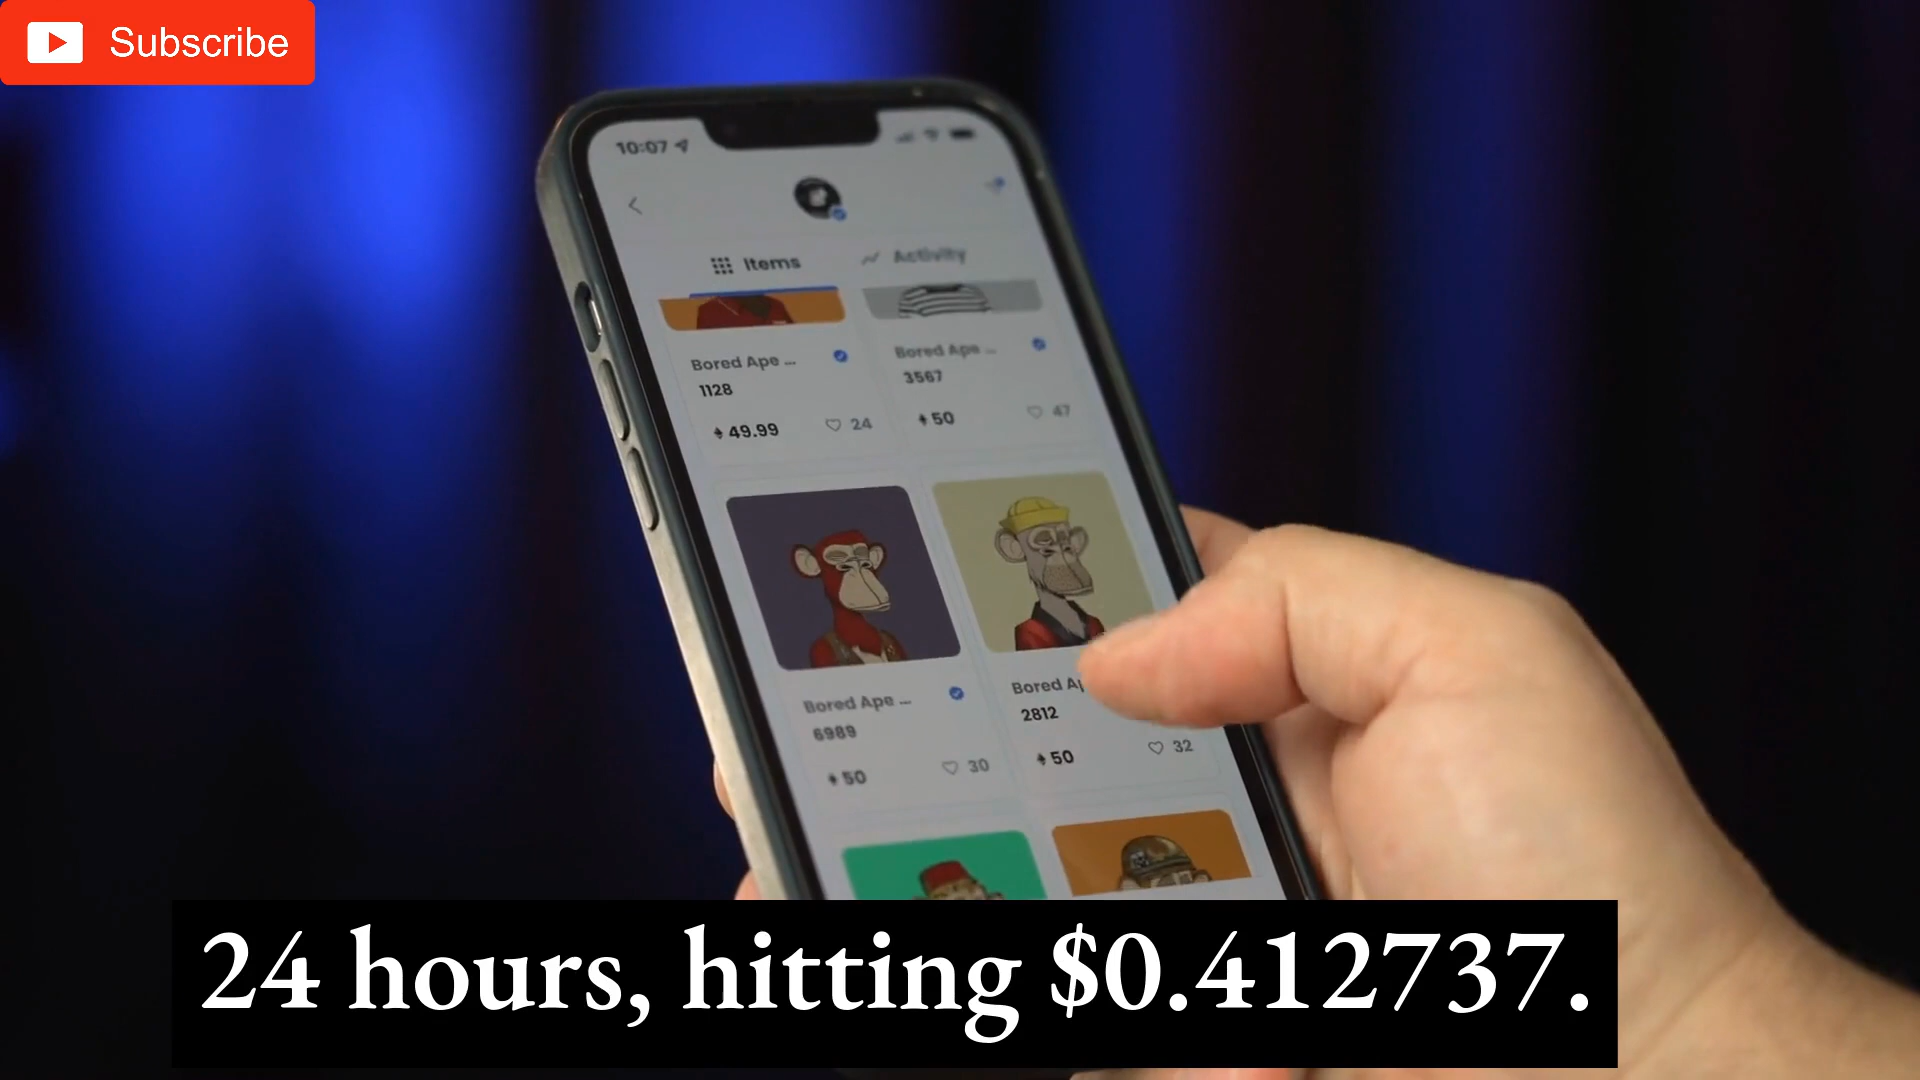 Subscribe
10:07
Items
Activity
Bored Ape ...
1128
49.99
24
Bored Ape ...
3567
50
47
Bored Ape ...
6989
50
30
Bored Ap
2812
50
32
24 hours, hitting $0.412737.